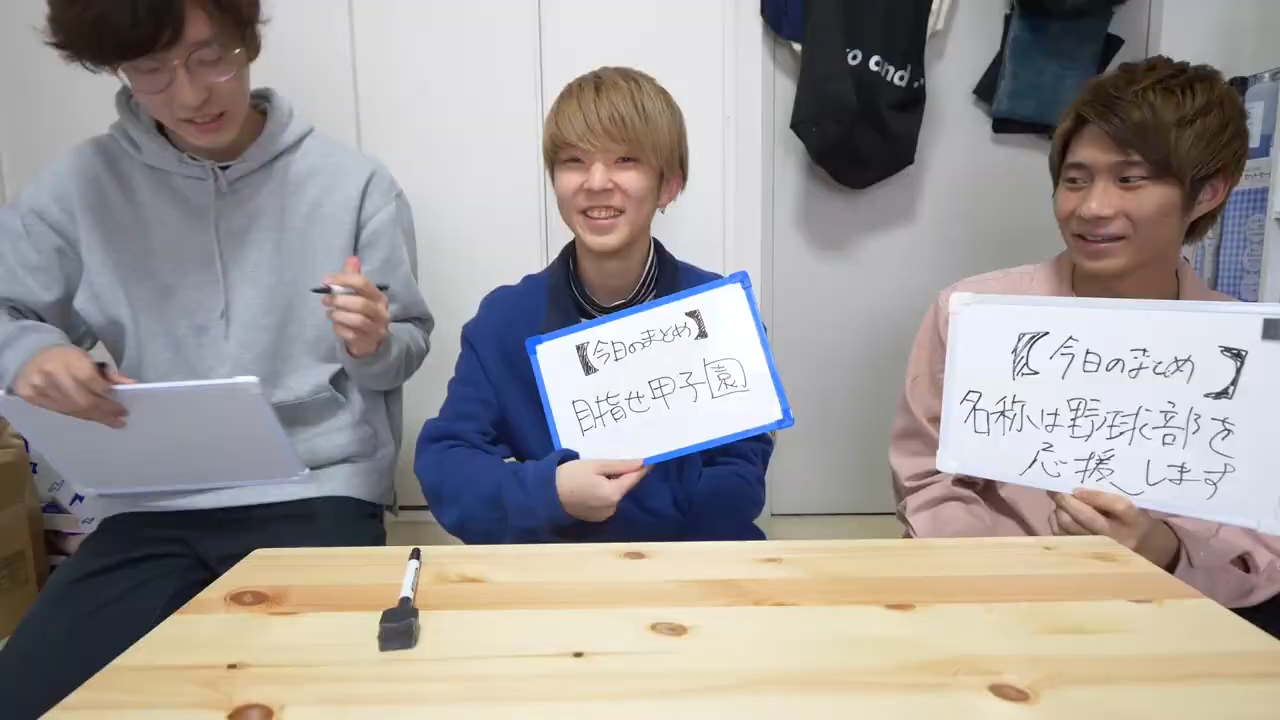 o and
【今日のまとめ】
目指せ甲子園
【今日のまとめ】
名称は野球部を
応援します